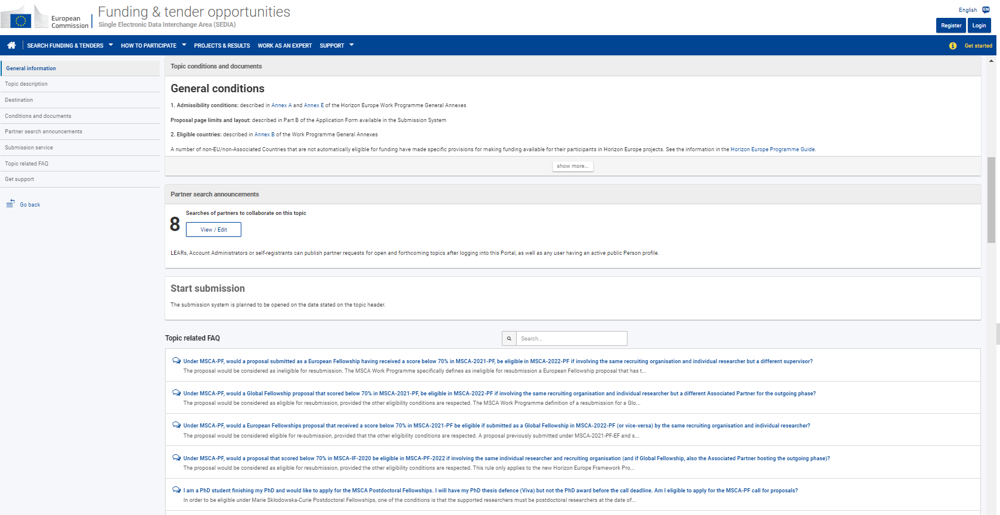 European
Commission
Funding & tender opportunities
Single Electronic Data Interchange Area (SEDIA)
English EN
Register Login
SEARCH FUNDING & TENDERS HOW TO PARTICIPATE PROJECTS & RESULTS WORK AS AN EXPERT SUPPORT Get started
General information
Topic description
Destination
Conditions and documents
Partner search announcements
Submission service
Topic related FAQ
Get support
Go back
Topic conditions and documents
General conditions
1. Admissibility conditions: described in Annex A and Annex E of the Horizon Europe Work Programme General Annexes
Proposal page limits and layout: described in Part B of the Application Form available in the Submission System
2. Eligible countries: described in Annex B of the Work Programme General Annexes
A number of non-EU/non-Associated Countries that are not automatically eligible for funding have made specific provisions for making funding available for their participants in Horizon Europe projects. See the information in the Horizon Europe Programme Guide.
show more...
Partner search announcements
8
Searches of partners to collaborate on this topic
View / Edit
LEARs, Account Administrators or self-registrants can publish partner requests for open and forthcoming topics after logging into this Portal, as well as any user having an active public Person profile.
Start submission
The submission system is planned to be opened on the date stated on the topic header.
Topic related FAQ
Search...
Under MSCA-PF, would a proposal submitted as a European Fellowship having received a score below 70% in MSCA-2021-PF, be eligible in MSCA-2022-PF if involving the same recruiting organisation and individual researcher but a different supervisor?
The proposal would be considered as ineligible for resubmission. The MSCA Work Programme specifically defines as ineligible for resubmission a European Fellowship proposal that has t...
Under MSCA-PF, would a Global Fellowship proposal that scored below 70% in MSCA-2021-PF, be eligible in MSCA-2022-PF if involving the same recruiting organisation and individual researcher but a different Associated Partner for the outgoing phase?
The proposal would be considered as eligible for resubmission, provided the other eligibility conditions are respected. The MSCA Work Programme definition of a resubmission for a Glo...
Under MSCA-PF, would a European Fellowships proposal that received a score below 70% in MSCA-2021-PF be eligible if submitted as a Global Fellowship in MSCA-2022-PF (or vice-versa) by the same recruiting organisation and individual researcher?
The proposal would be considered eligible for re-submission, provided that the other eligibility conditions are respected. A proposal previously submitted under MSCA-2021-PF-EF and s...
Under MSCA-PF, would a proposal that scored below 70% in MSCA-IF-2020 be eligible in MSCA-PF-2022 if involving the same individual researcher and recruiting organisation (and if Global Fellowship, also the Associated Partner hosting the outgoing phase)?
The proposal would be considered as eligible for resubmission, provided the other eligibility conditions are respected. This rule only applies to the new Horizon Europe Framework Pro...
I am a PhD student finishing my PhD and would like to apply for the MSCA Postdoctoral Fellowships. I will have my PhD thesis defence (Viva) but not the PhD award before the call deadline. Am I eligible to apply for the MSCA-PF call for proposals?
In order to be eligible under Marie Skłodowska-Curie Postdoctoral Fellowships, one of the conditions is that the supported researchers must be postdoctoral researchers at the date of...